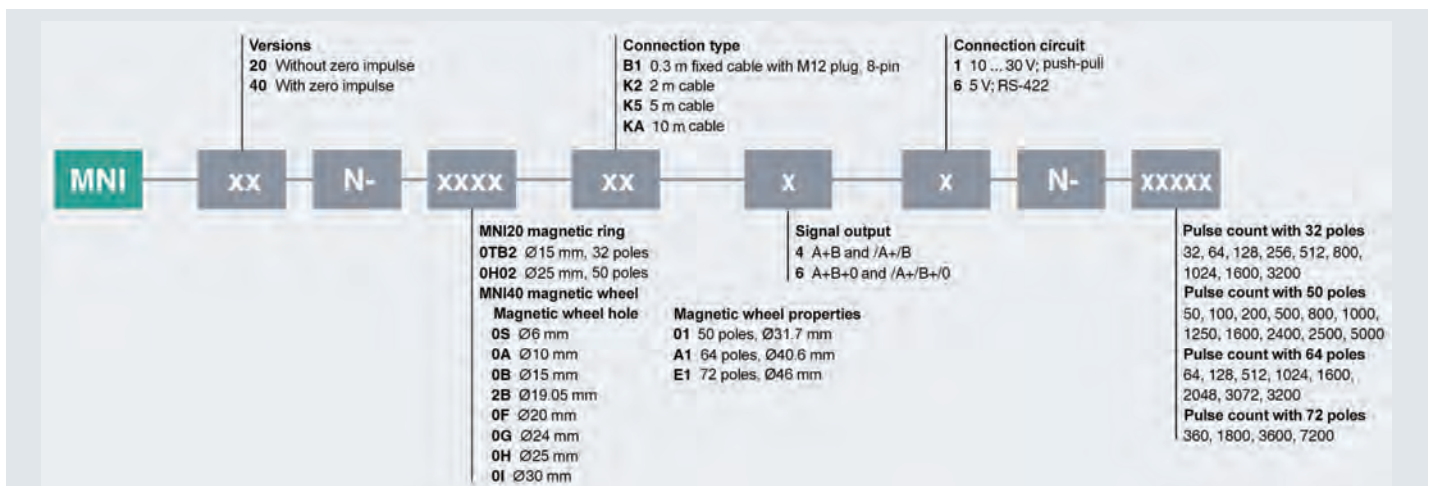 Versions
20 Without zero impulse
40 With zero impulse
Connection type
B1 0.3 m fixed cable with M12 plug, 8-pin
K2 2 m cable
K5 5 m cable
KA 10 m cable
Connection circuit
1 10 ... 30 V; push-pull
6 5 V; RS-422
MNI xx N- xxxx xx x x N- xxxxx
MNI20 magnetic ring
0TB2 Ø15 mm, 32 poles
0H02 Ø25 mm, 50 poles
MNI40 magnetic wheel
Magnetic wheel hole
0S Ø6 mm
0A Ø10 mm
0B Ø15 mm
2B Ø19.05 mm
0F Ø20 mm
0G Ø24 mm
0H Ø25 mm
0I Ø30 mm
Magnetic wheel properties
01 50 poles, Ø31.7 mm
A1 64 poles, Ø40.6 mm
E1 72 poles, Ø46 mm
Signal output
4 A+B and /A+/B
6 A+B+0 and /A+/B+/0
Pulse count with 32 poles
32, 64, 128, 256, 512, 800,
1024, 1600, 3200
Pulse count with 50 poles
50, 100, 200, 500, 800, 1000,
1250, 1600, 2400, 2500, 5000
Pulse count with 64 poles
64, 128, 512, 1024, 1600,
2048, 3072, 3200
Pulse count with 72 poles
360, 1800, 3600, 7200